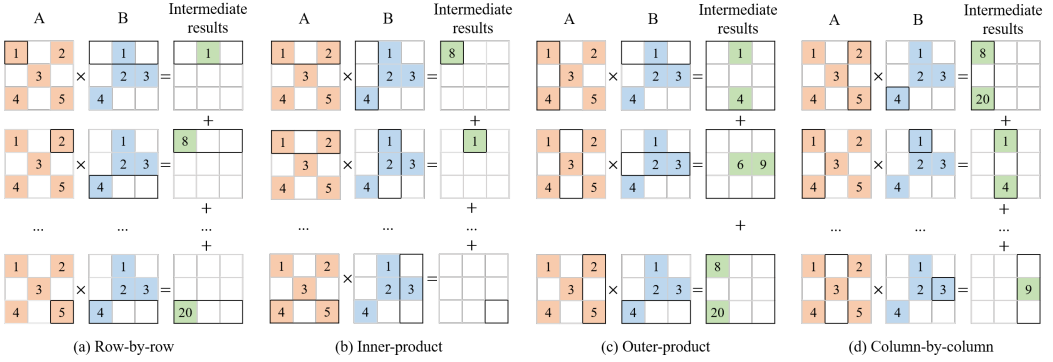 A B Intermediate results
1 2 1 1
3 × 2 3 =
4 5 4
+
1 2 1 8
3 × 2 3 =
4 5 4
+
... ... ...
+
1 2 1
3 × 2 3 =
4 5 4 20
(a) Row-by-row
A B Intermediate results
1 2 1 8
3 × 2 3 =
4 5 4
+
1 2 1 1
3 × 2 3 =
4 5 4
+
... ... ...
+
1 2 1
3 × 2 3 =
4 5 4
(b) Inner-product
A B Intermediate results
1 2 1 1
3 × 2 3 =
4 5 4 4
+
1 2 1
3 × 2 3 = 6 9
4 5 4
... ... +
1 2 1 8
3 × 2 3 =
4 5 4 20
(c) Outer-product
A B Intermediate results
1 2 1 8
3 × 2 3 =
4 5 4 20
+
1 2 1 1
3 × 2 3 =
4 5 4 4
+
... ... ...
+
1 2 1
3 × 2 3 = 9
4 5 4
(d) Column-by-column